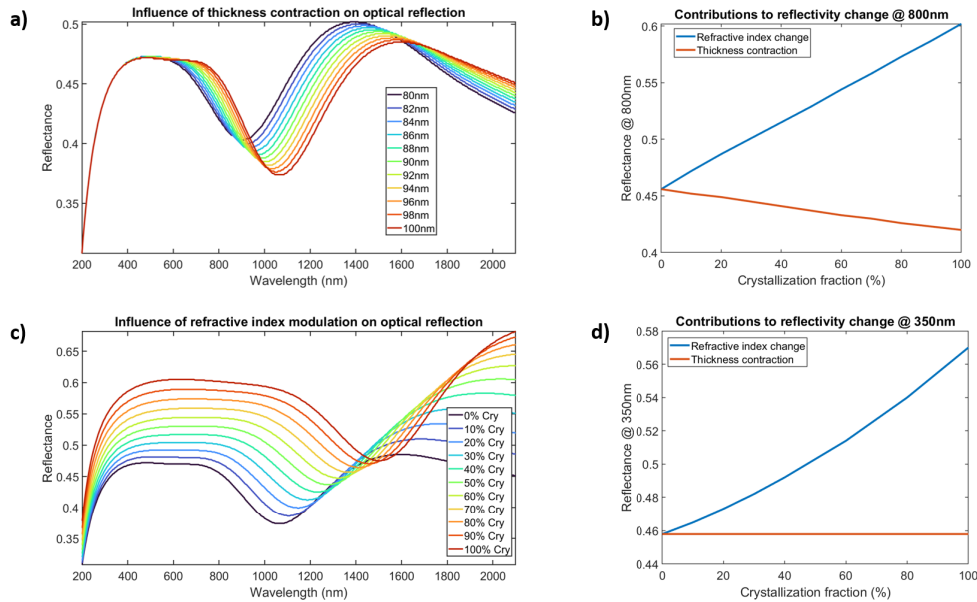 a)
Influence of thickness contraction on optical reflection
0.5
0.45
0.4
0.35
Reflectance
80nm
82nm
84nm
86nm
88nm
90nm
92nm
94nm
96nm
98nm
100nm
200 400 600 800 1000 1200 1400 1600 1800 2000
Wavelength (nm)
b)
Contributions to reflectivity change @ 800nm
Refractive index change
Thickness contraction
0.6
0.55
0.5
0.45
0.4
Reflectance @ 800nm
0 20 40 60 80 100
Crystallization fraction (%)
c)
Influence of refractive index modulation on optical reflection
0.65
0.6
0.55
0.5
0.45
0.4
0.35
Reflectance
0% Cry
10% Cry
20% Cry
30% Cry
40% Cry
50% Cry
60% Cry
70% Cry
80% Cry
90% Cry
100% Cry
200 400 600 800 1000 1200 1400 1600 1800 2000
Wavelength (nm)
d)
Contributions to reflectivity change @ 350nm
Refractive index change
Thickness contraction
0.58
0.56
0.54
0.52
0.5
0.48
0.46
0.44
Reflectance @ 350nm
0 20 40 60 80 100
Crystallization fraction (%)